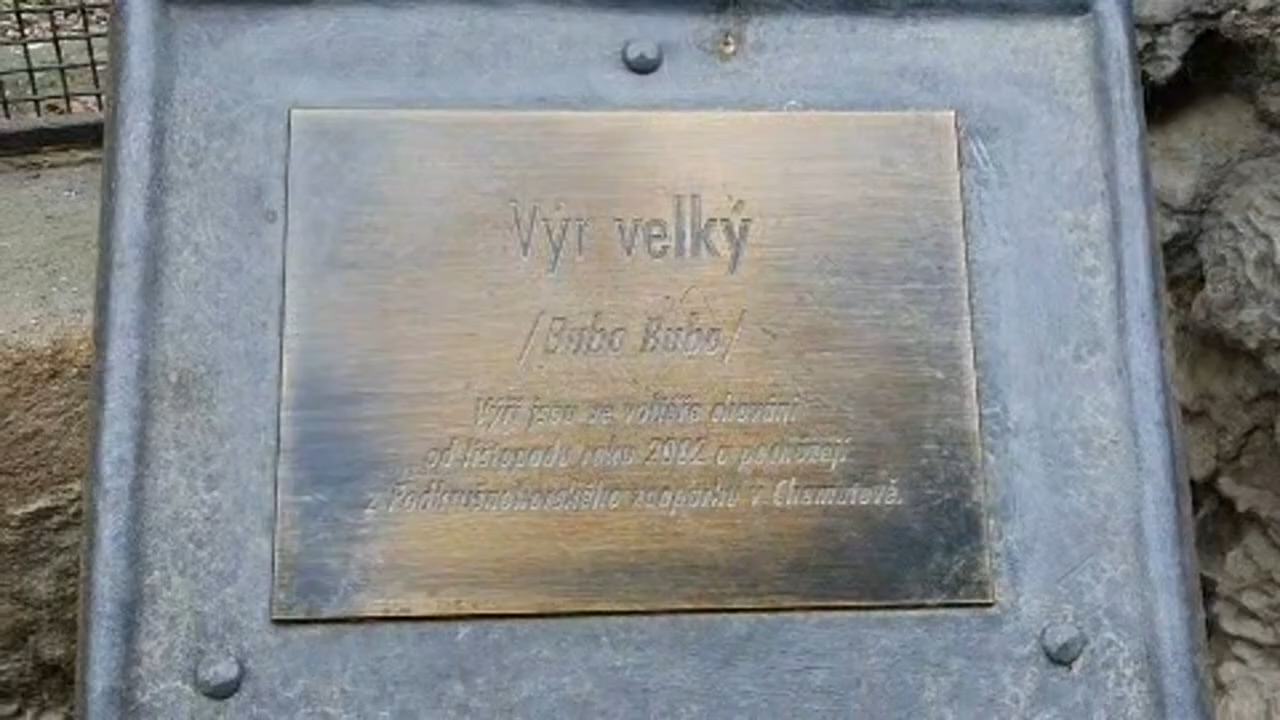 Výr velký
/Bubo Bubo/
Výři jsou ve voliéře chováni
od listopadu roku 2002 a pocházejí
z Podkrušnohorského zooparku v Chomutově.